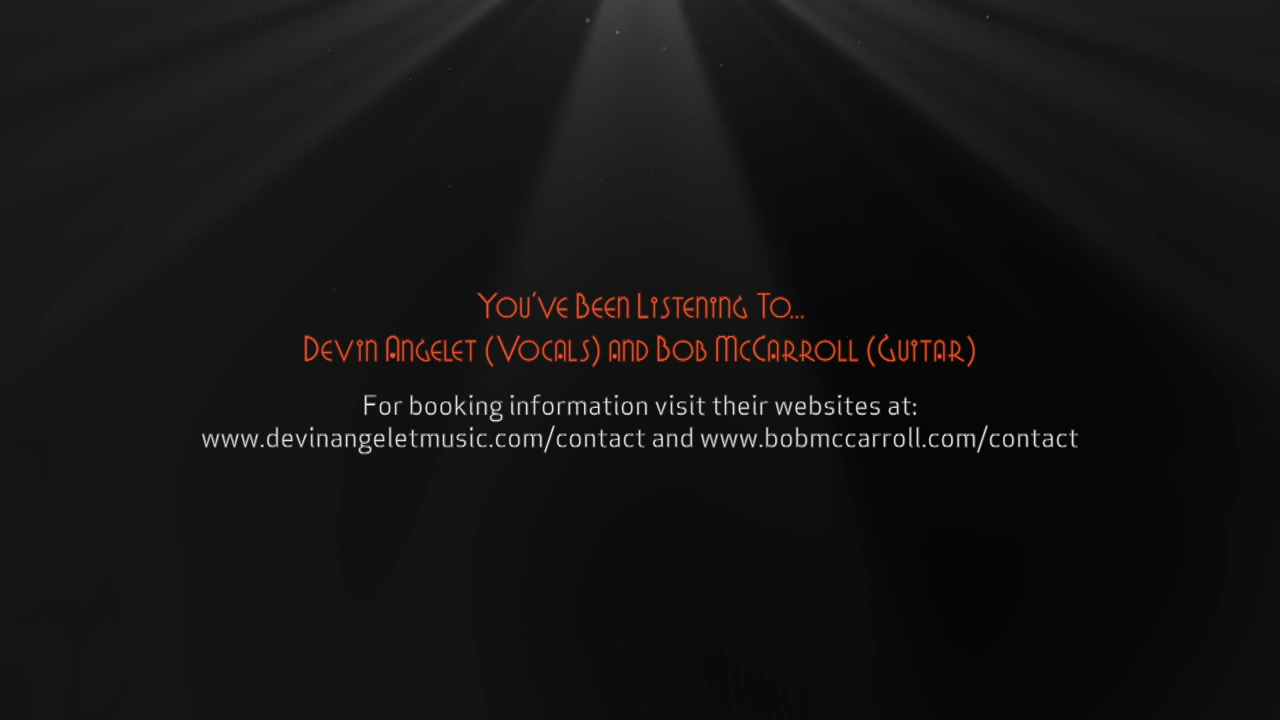 You've Been Listening To...
Devin Angelet (Vocals) and Bob McCarroll (Guitar)
For booking information visit their websites at:
www.devinangeletmusic.com/contact and www.bobmccarroll.com/contact